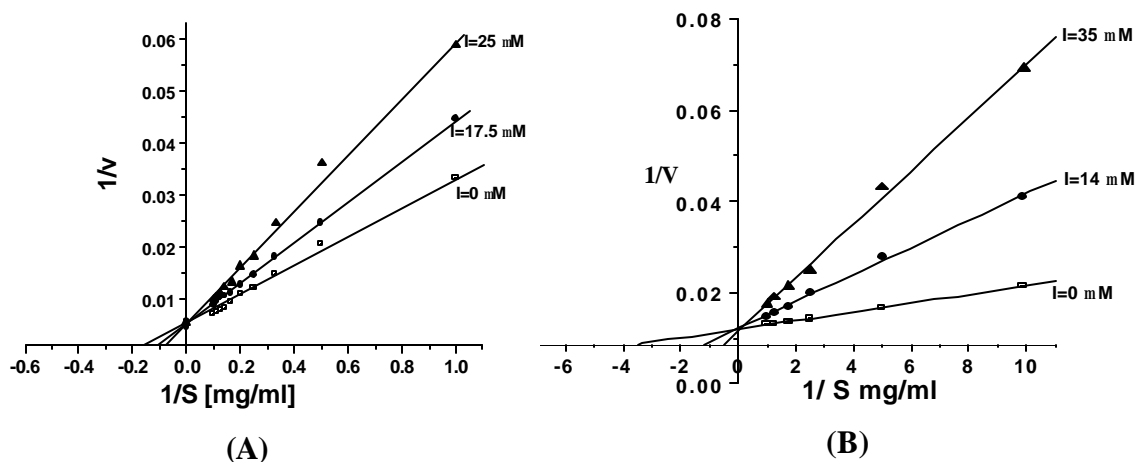 0.06
0.05
0.04
0.03
0.02
0.01
1/v
I=25 mM
I=17.5 mM
I=0 mM
-0.6 -0.4 -0.2 0.0 0.2 0.4 0.6 0.8 1.0
1/S [mg/ml]
(A)
0.08
0.06
1/V
0.04
0.02
0.00
I=35 mM
I=14 mM
I=0 mM
-6 -4 -2 0 2 4 6 8 10
1/ S mg/ml
(B)